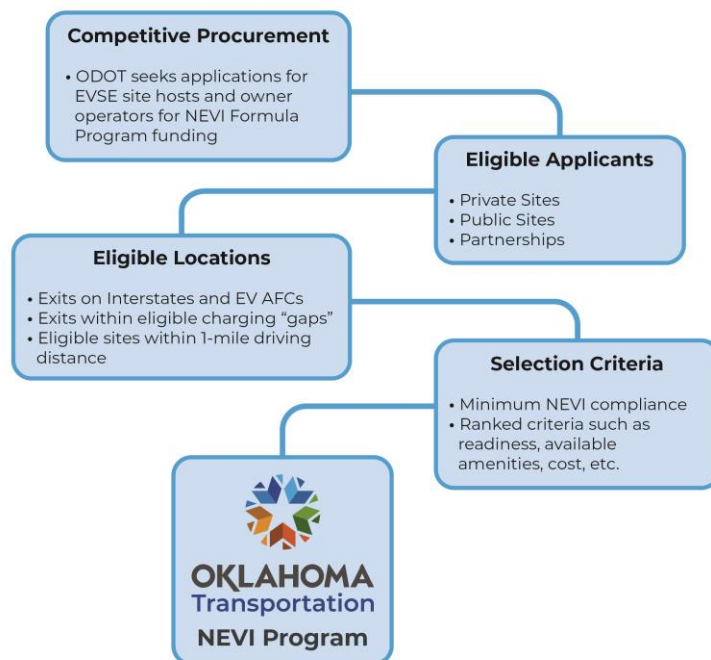 Competitive Procurement
• ODOT seeks applications for
EVSE site hosts and owner
operators for NEVI Formula
Program funding
Eligible Applicants
• Private Sites
• Public Sites
• Partnerships
Eligible Locations
• Exits on Interstates and EV AFCs
• Exits within eligible charging “gaps”
• Eligible sites within 1-mile driving
distance
Selection Criteria
• Minimum NEVI compliance
• Ranked criteria such as
readiness, available
amenities, cost, etc.
OKLAHOMA
Transportation
NEVI Program